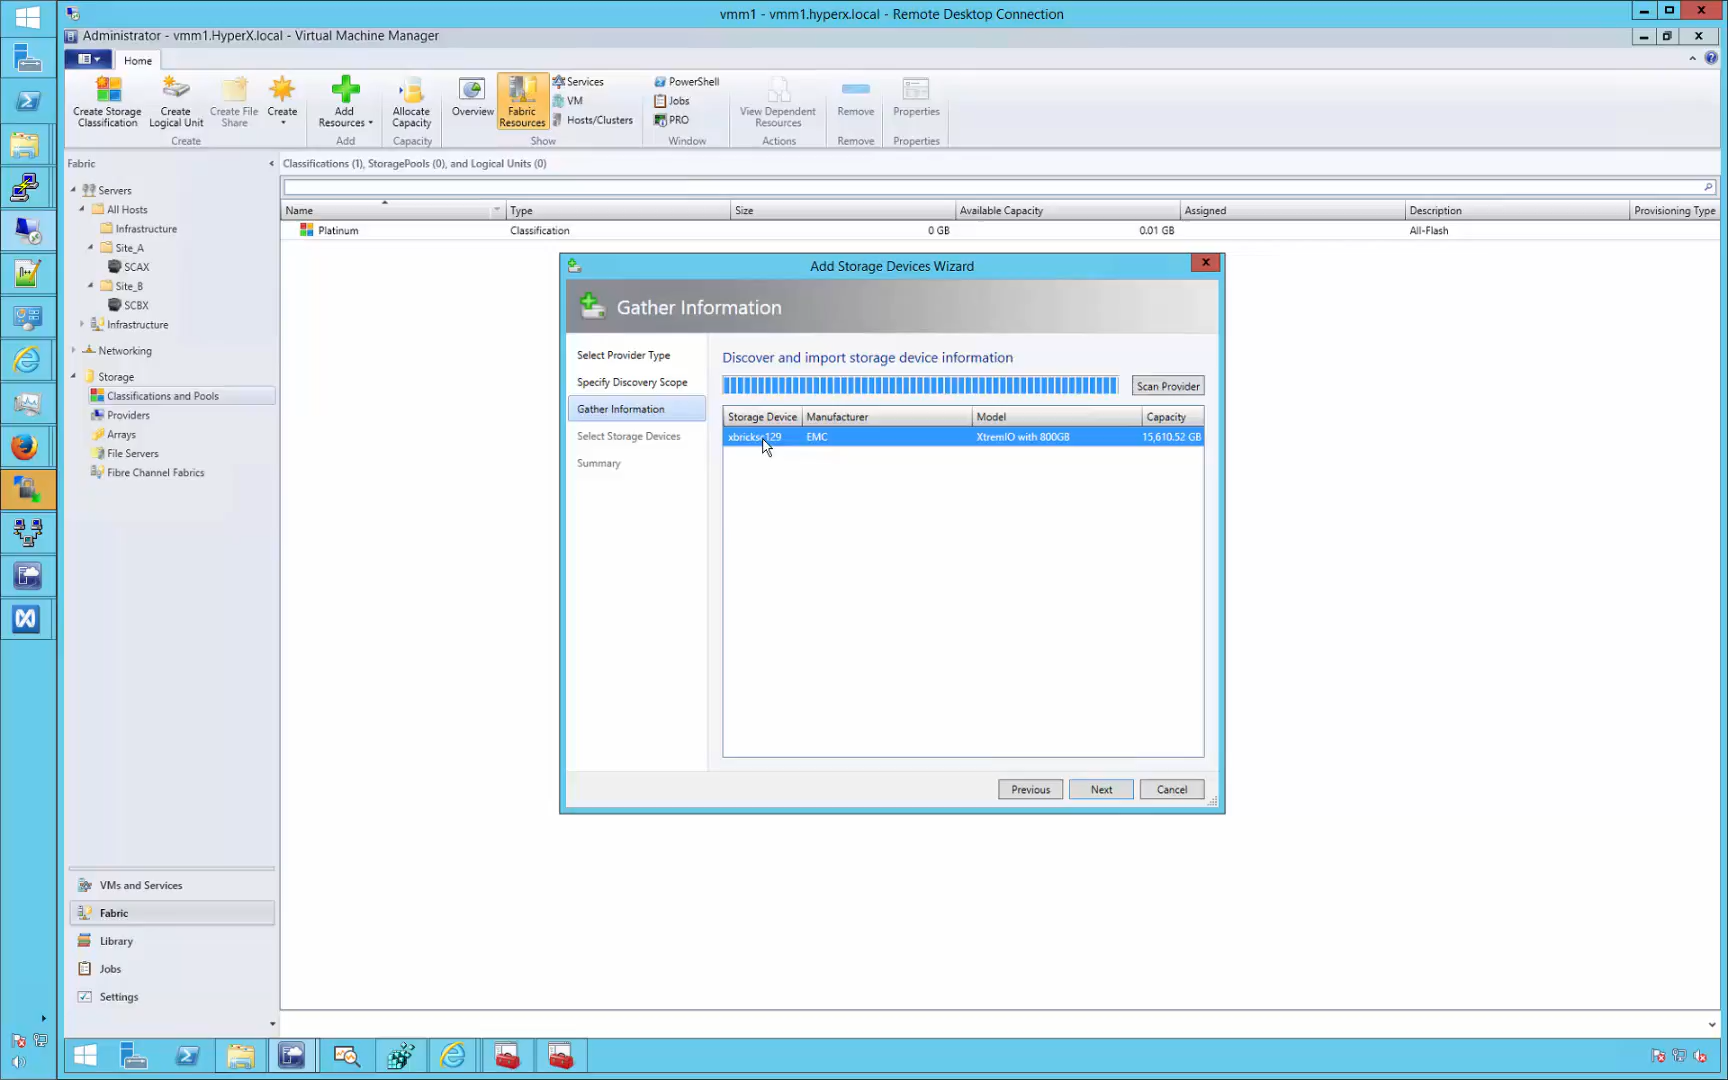 vmm1 - vmm1.hyperx.local - Remote Desktop Connection
Administrator - vmm1.HyperX.local - Virtual Machine Manager
Home
Create Storage Classification
Create Logical Unit
Create File Share
Create
Create
Add Resources
Add
Allocate Capacity
Capacity
Overview
Fabric Resources
Services
VM
Hosts/Clusters
Show
PowerShell
Jobs
PRO
Window
View Dependent Resources
Actions
Remove
Remove
Properties
Properties
Fabric
Servers
All Hosts
Infrastructure
Site_A
SCAX
Site_B
SCBX
Infrastructure
Networking
Storage
Classifications and Pools
Providers
Arrays
File Servers
Fibre Channel Fabrics
VMs and Services
Fabric
Library
Jobs
Settings
Classifications (1), StoragePools (0), and Logical Units (0)
Name Type Size Available Capacity Assigned Description Provisioning Type
Platinum Classification 0 GB 0.01 GB All-Flash
Add Storage Devices Wizard
Gather Information
Select Provider Type
Specify Discovery Scope
Gather Information
Select Storage Devices
Summary
Discover and import storage device information
Scan Provider
Storage Device Manufacturer Model Capacity
EMC XtremIO with 800GB 15,610.52 GB
Previous Next Cancel